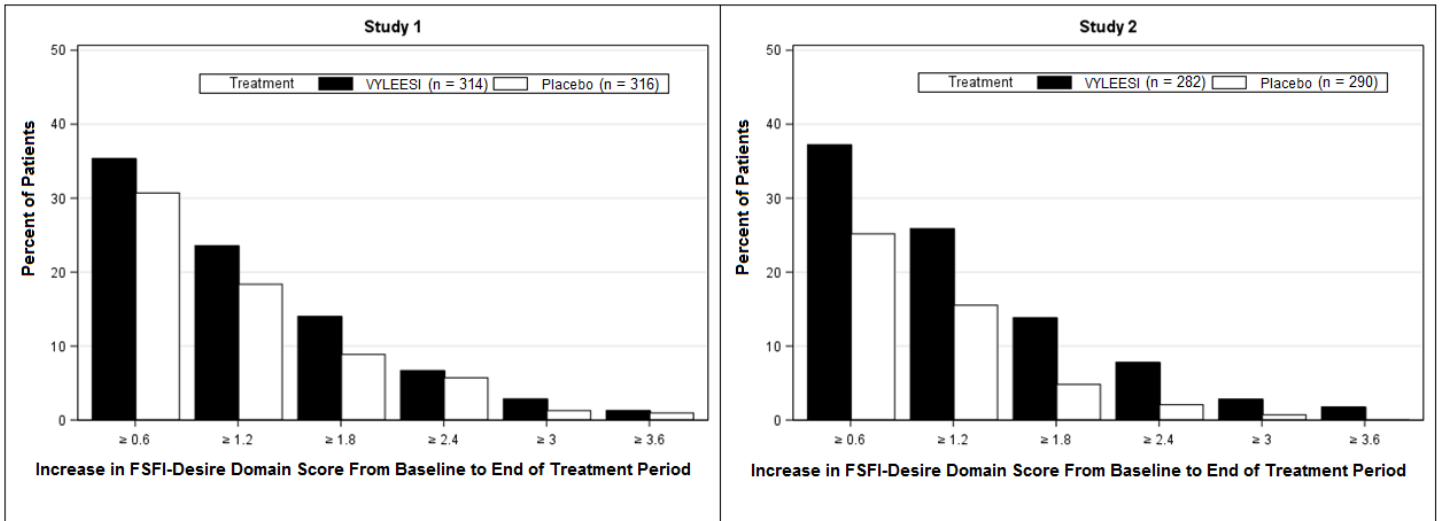 Study 1
50
40
30
20
10
0
Percent of Patients
Treatment VYLEESI (n = 314) Placebo (n = 316)
≥ 0.6 ≥ 1.2 ≥ 1.8 ≥ 2.4 ≥ 3 ≥ 3.6
Increase in FSFI-Desire Domain Score From Baseline to End of Treatment Period
Study 2
50
40
30
20
10
0
Percent of Patients
Treatment VYLEESI (n = 282) Placebo (n = 290)
≥ 0.6 ≥ 1.2 ≥ 1.8 ≥ 2.4 ≥ 3 ≥ 3.6
Increase in FSFI-Desire Domain Score From Baseline to End of Treatment Period